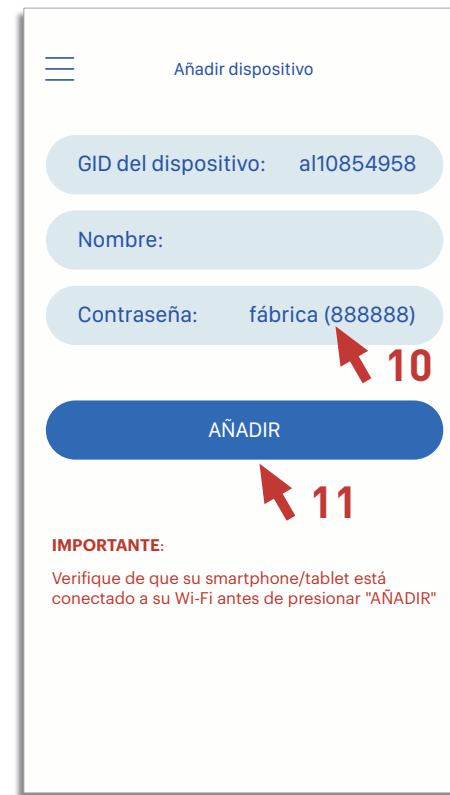 Añadir dispositivo
GID del dispositivo: al10854958
Nombre:
Contraseña: fábrica (888888)
10
AÑADIR
11
IMPORTANTE:
Verifique de que su smartphone/tablet está
conectado a su Wi-Fi antes de presionar "AÑADIR"